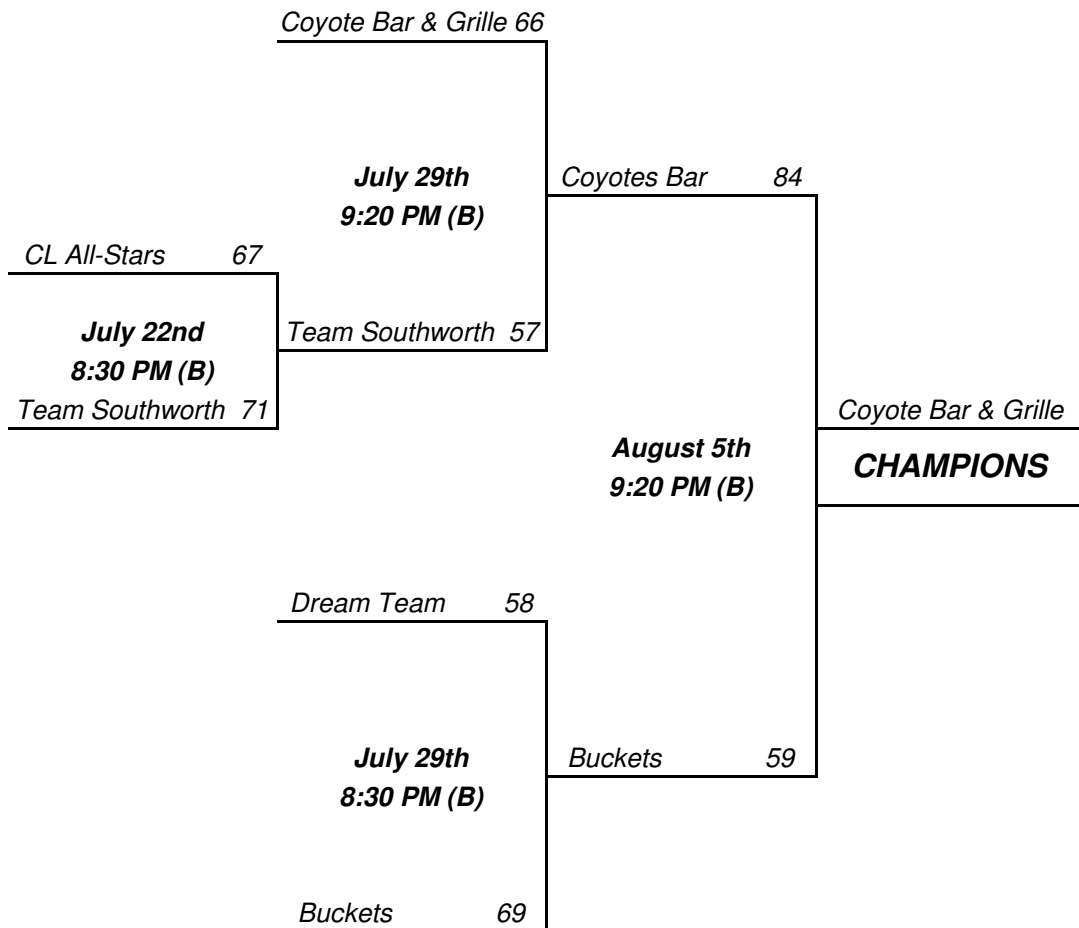 Coyote Bar & Grille 66
July 29th
9:20 PM (B)
Coyotes Bar 84
CL All-Stars 67
July 22nd
8:30 PM (B)
Team Southworth 57
Team Southworth 71
Coyote Bar & Grille
August 5th
9:20 PM (B)
CHAMPIONS
Dream Team 58
July 29th
8:30 PM (B)
Buckets 59
Buckets 69